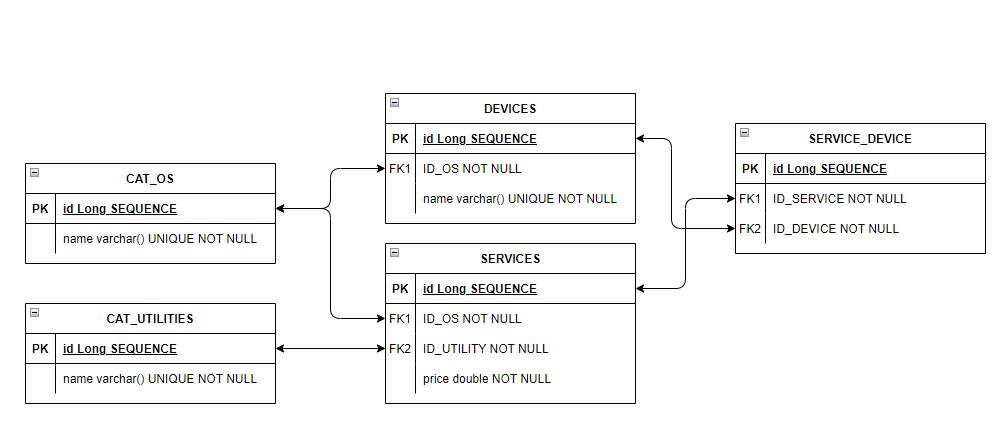 DEVICES
PK id Long SEQUENCE
FK1 ID_OS NOT NULL
name varchar() UNIQUE NOT NULL
SERVICE_DEVICE
PK id Long SEQUENCE
FK1 ID_SERVICE NOT NULL
FK2 ID_DEVICE NOT NULL
CAT_OS
PK id Long SEQUENCE
name varchar() UNIQUE NOT NULL
SERVICES
PK id Long SEQUENCE
FK1 ID_OS NOT NULL
FK2 ID_UTILITY NOT NULL
price double NOT NULL
CAT_UTILITIES
PK id Long SEQUENCE
name varchar() UNIQUE NOT NULL